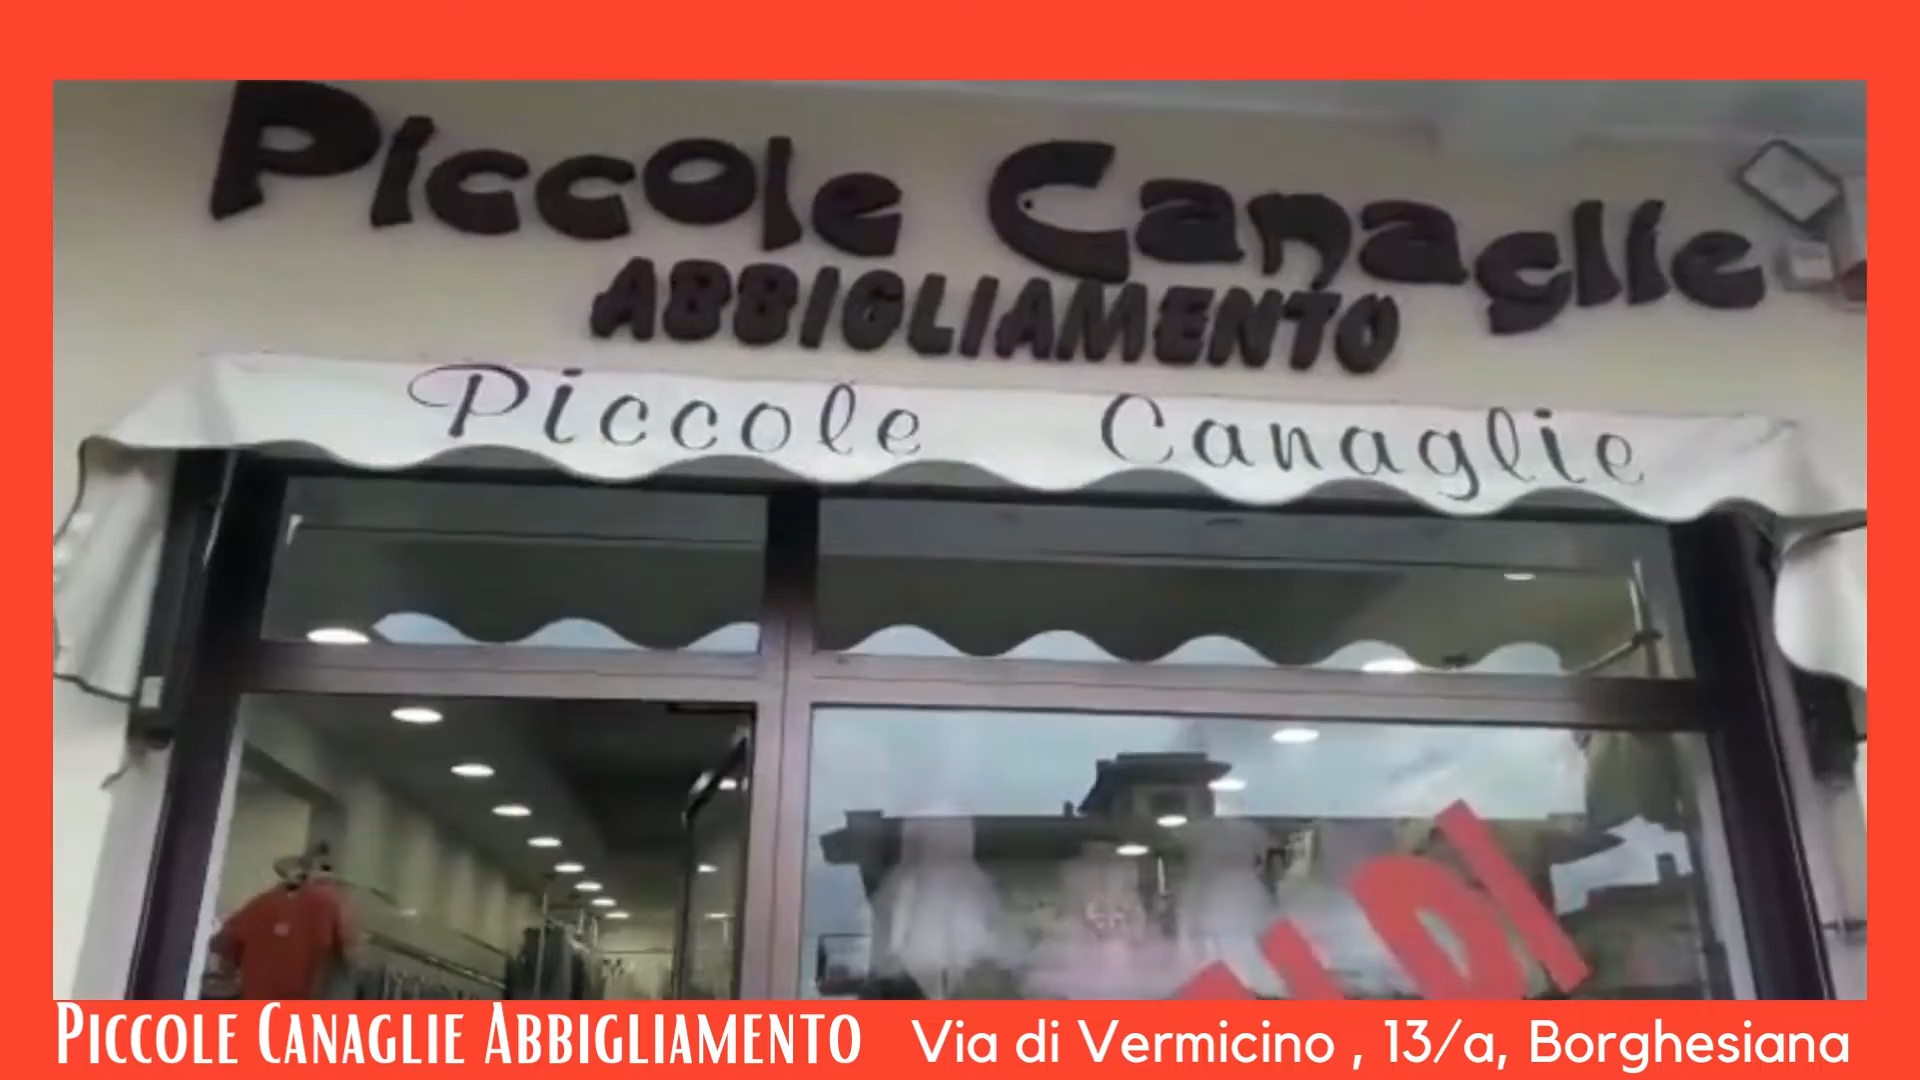 Piccole Canaglie
ABBIGLIAMENTO
Piccole Canaglie
Piccole Canaglie Abbigliamento Via di Vermicino , 13/a, Borghesiana